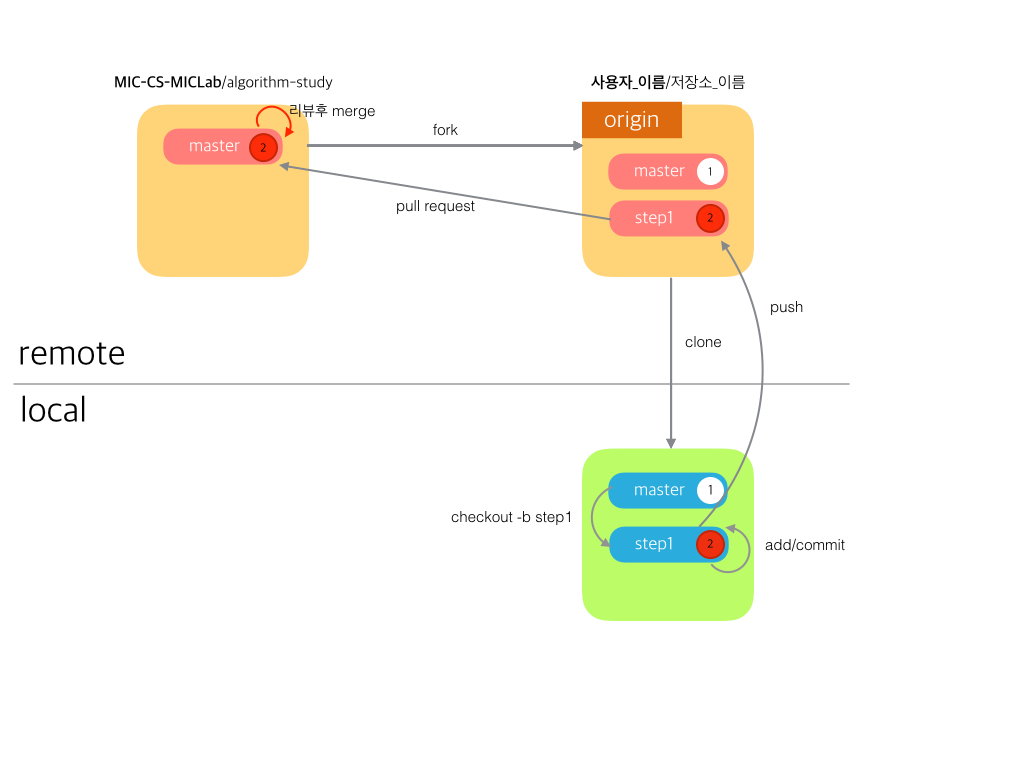 MIC-CS-MICLab/algorithm-study
사용자_이름/저장소_이름
리뷰후 merge
origin
master 2
fork
master 1
pull request
step1 2
push
clone
remote
local
master 1
checkout -b step1
step1 2
add/commit